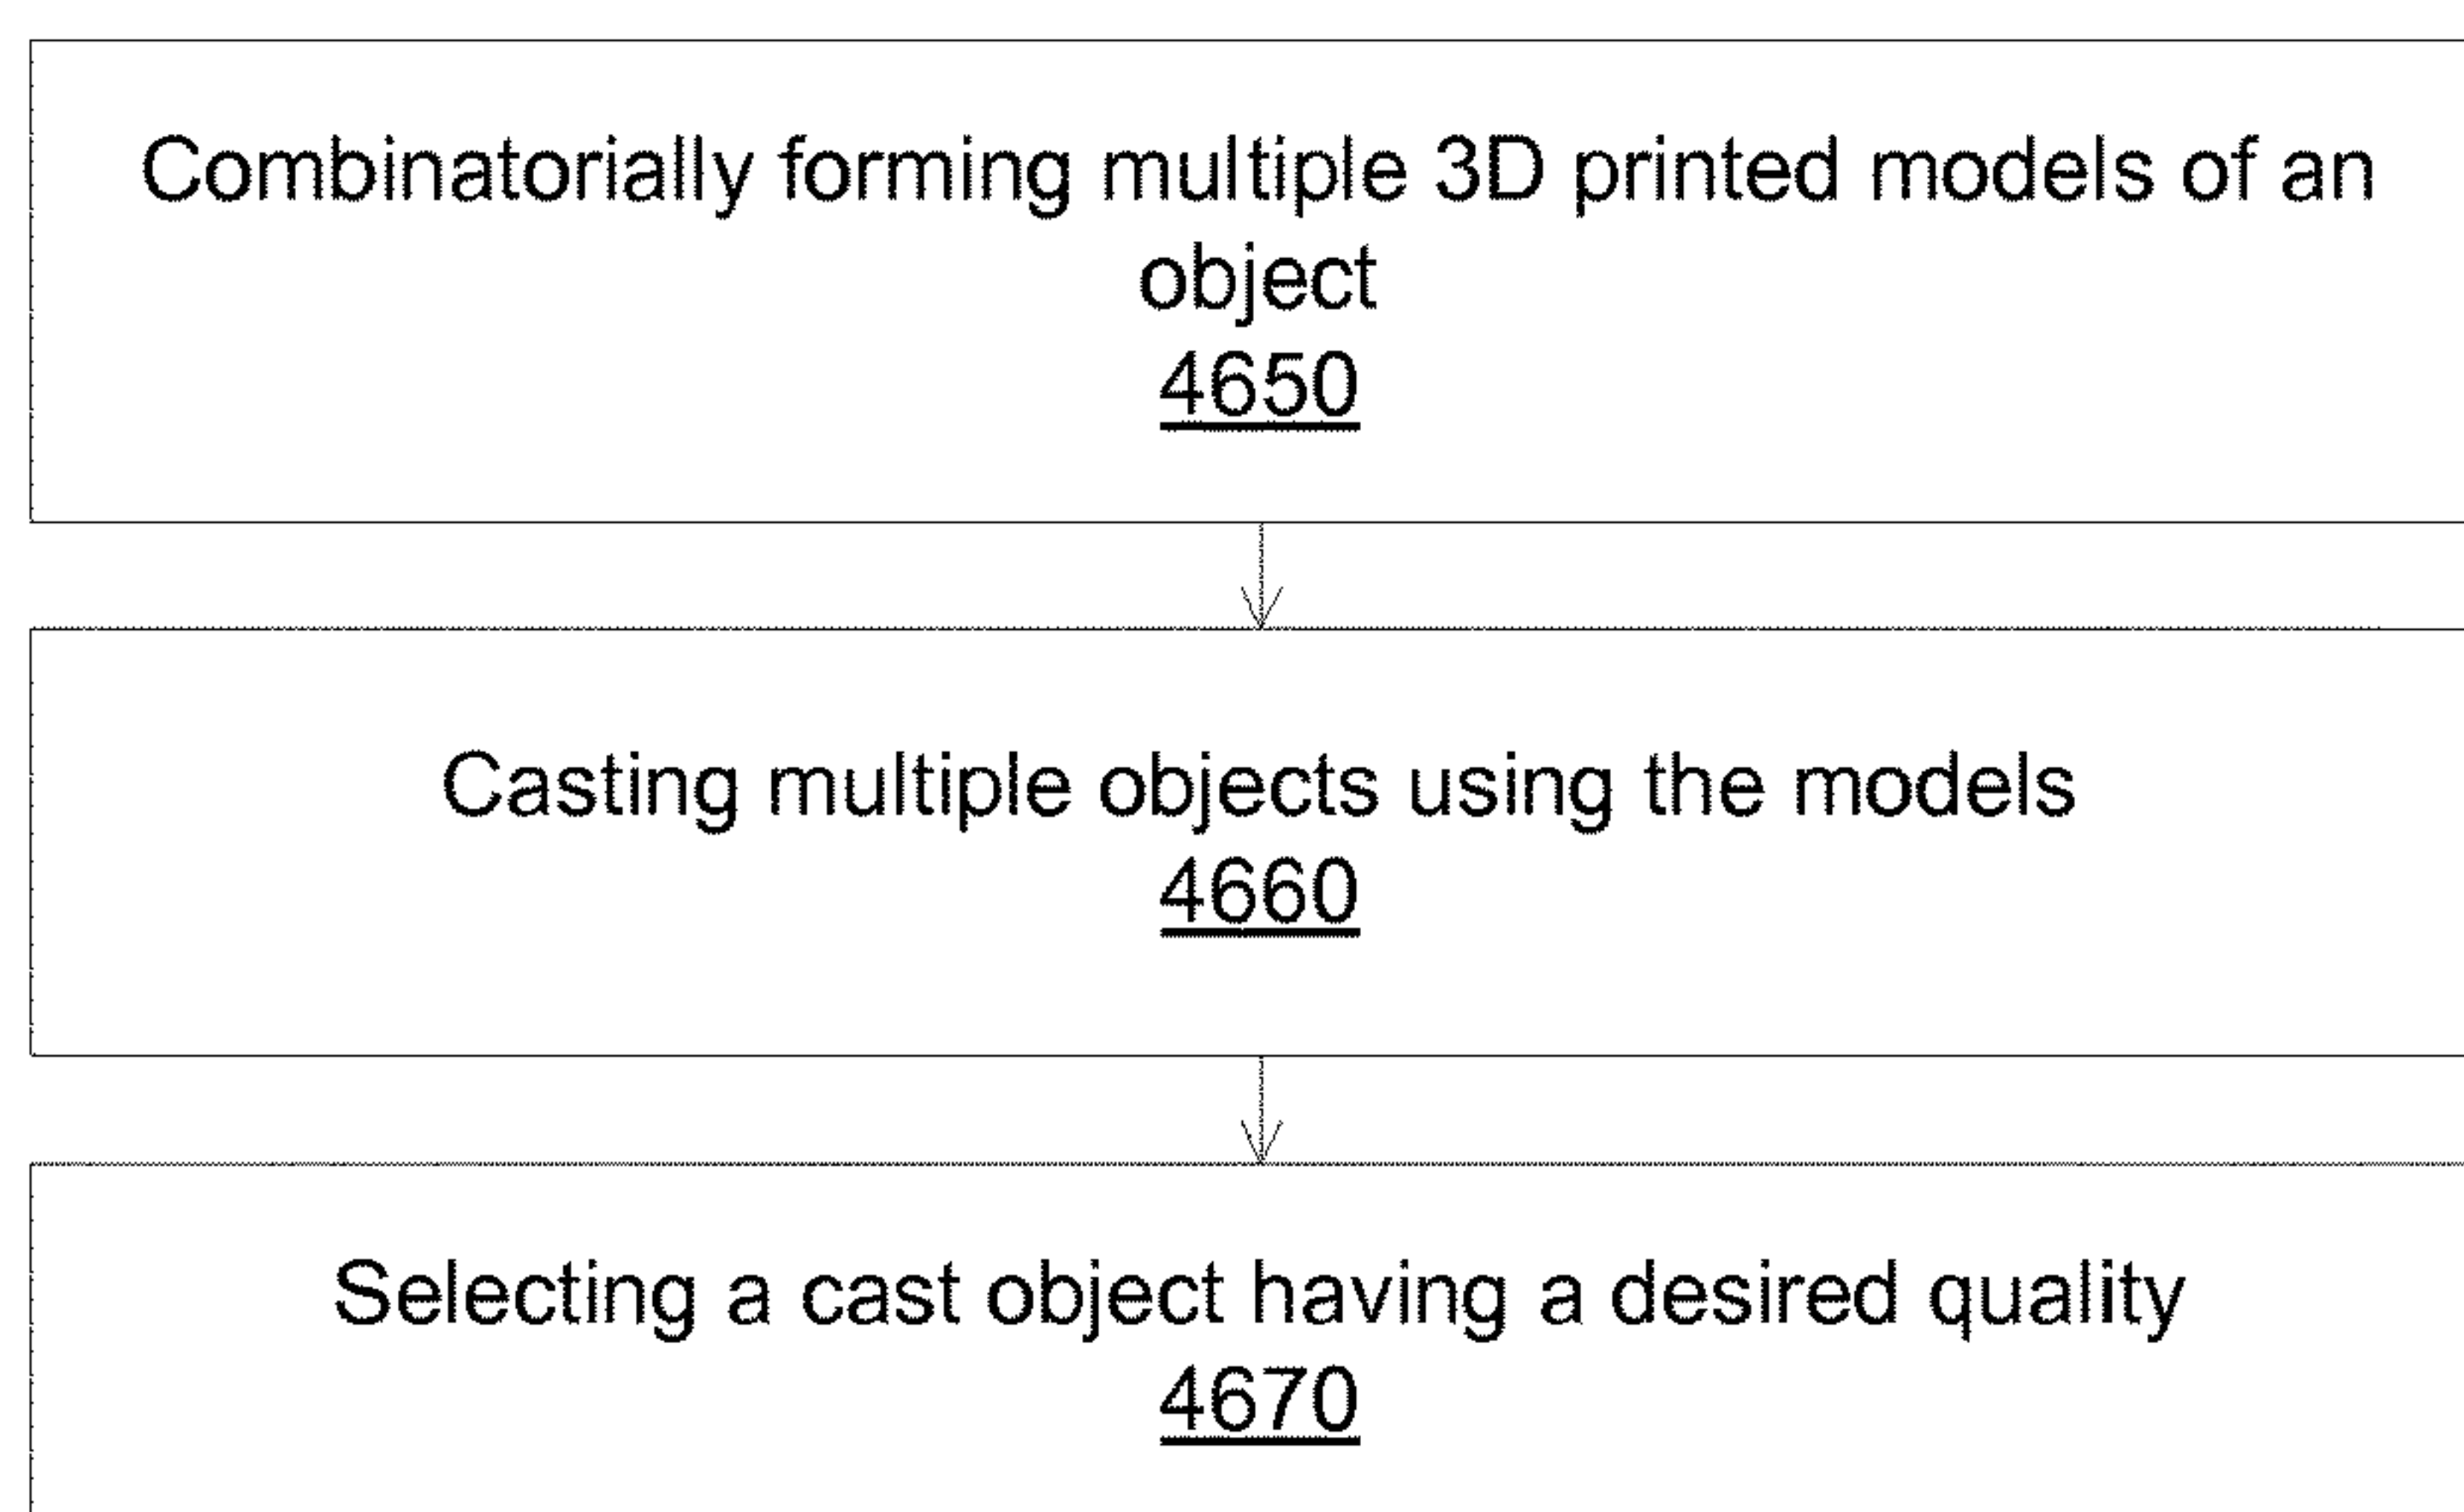 Combinatorially forming multiple 3D printed models of an
object
4650
Casting multiple objects using the models
4660
Selecting a cast object having a desired quality
4670